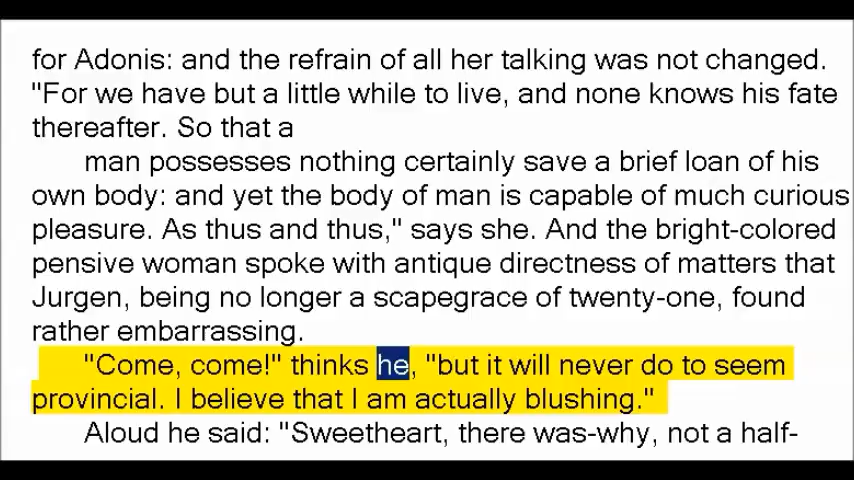 for Adonis: and the refrain of all her talking was not changed.
"For we have but a little while to live, and none knows his fate
thereafter. So that a
man possesses nothing certainly save a brief loan of his
own body: and yet the body of man is capable of much curious
pleasure. As thus and thus," says she. And the bright-colored
pensive woman spoke with antique directness of matters that
Jurgen, being no longer a scapegrace of twenty-one, found
rather embarrassing.
"Come, come!" thinks he, "but it will never do to seem
provincial. I believe that I am actually blushing."
Aloud he said: "Sweetheart, there was-why, not a half-